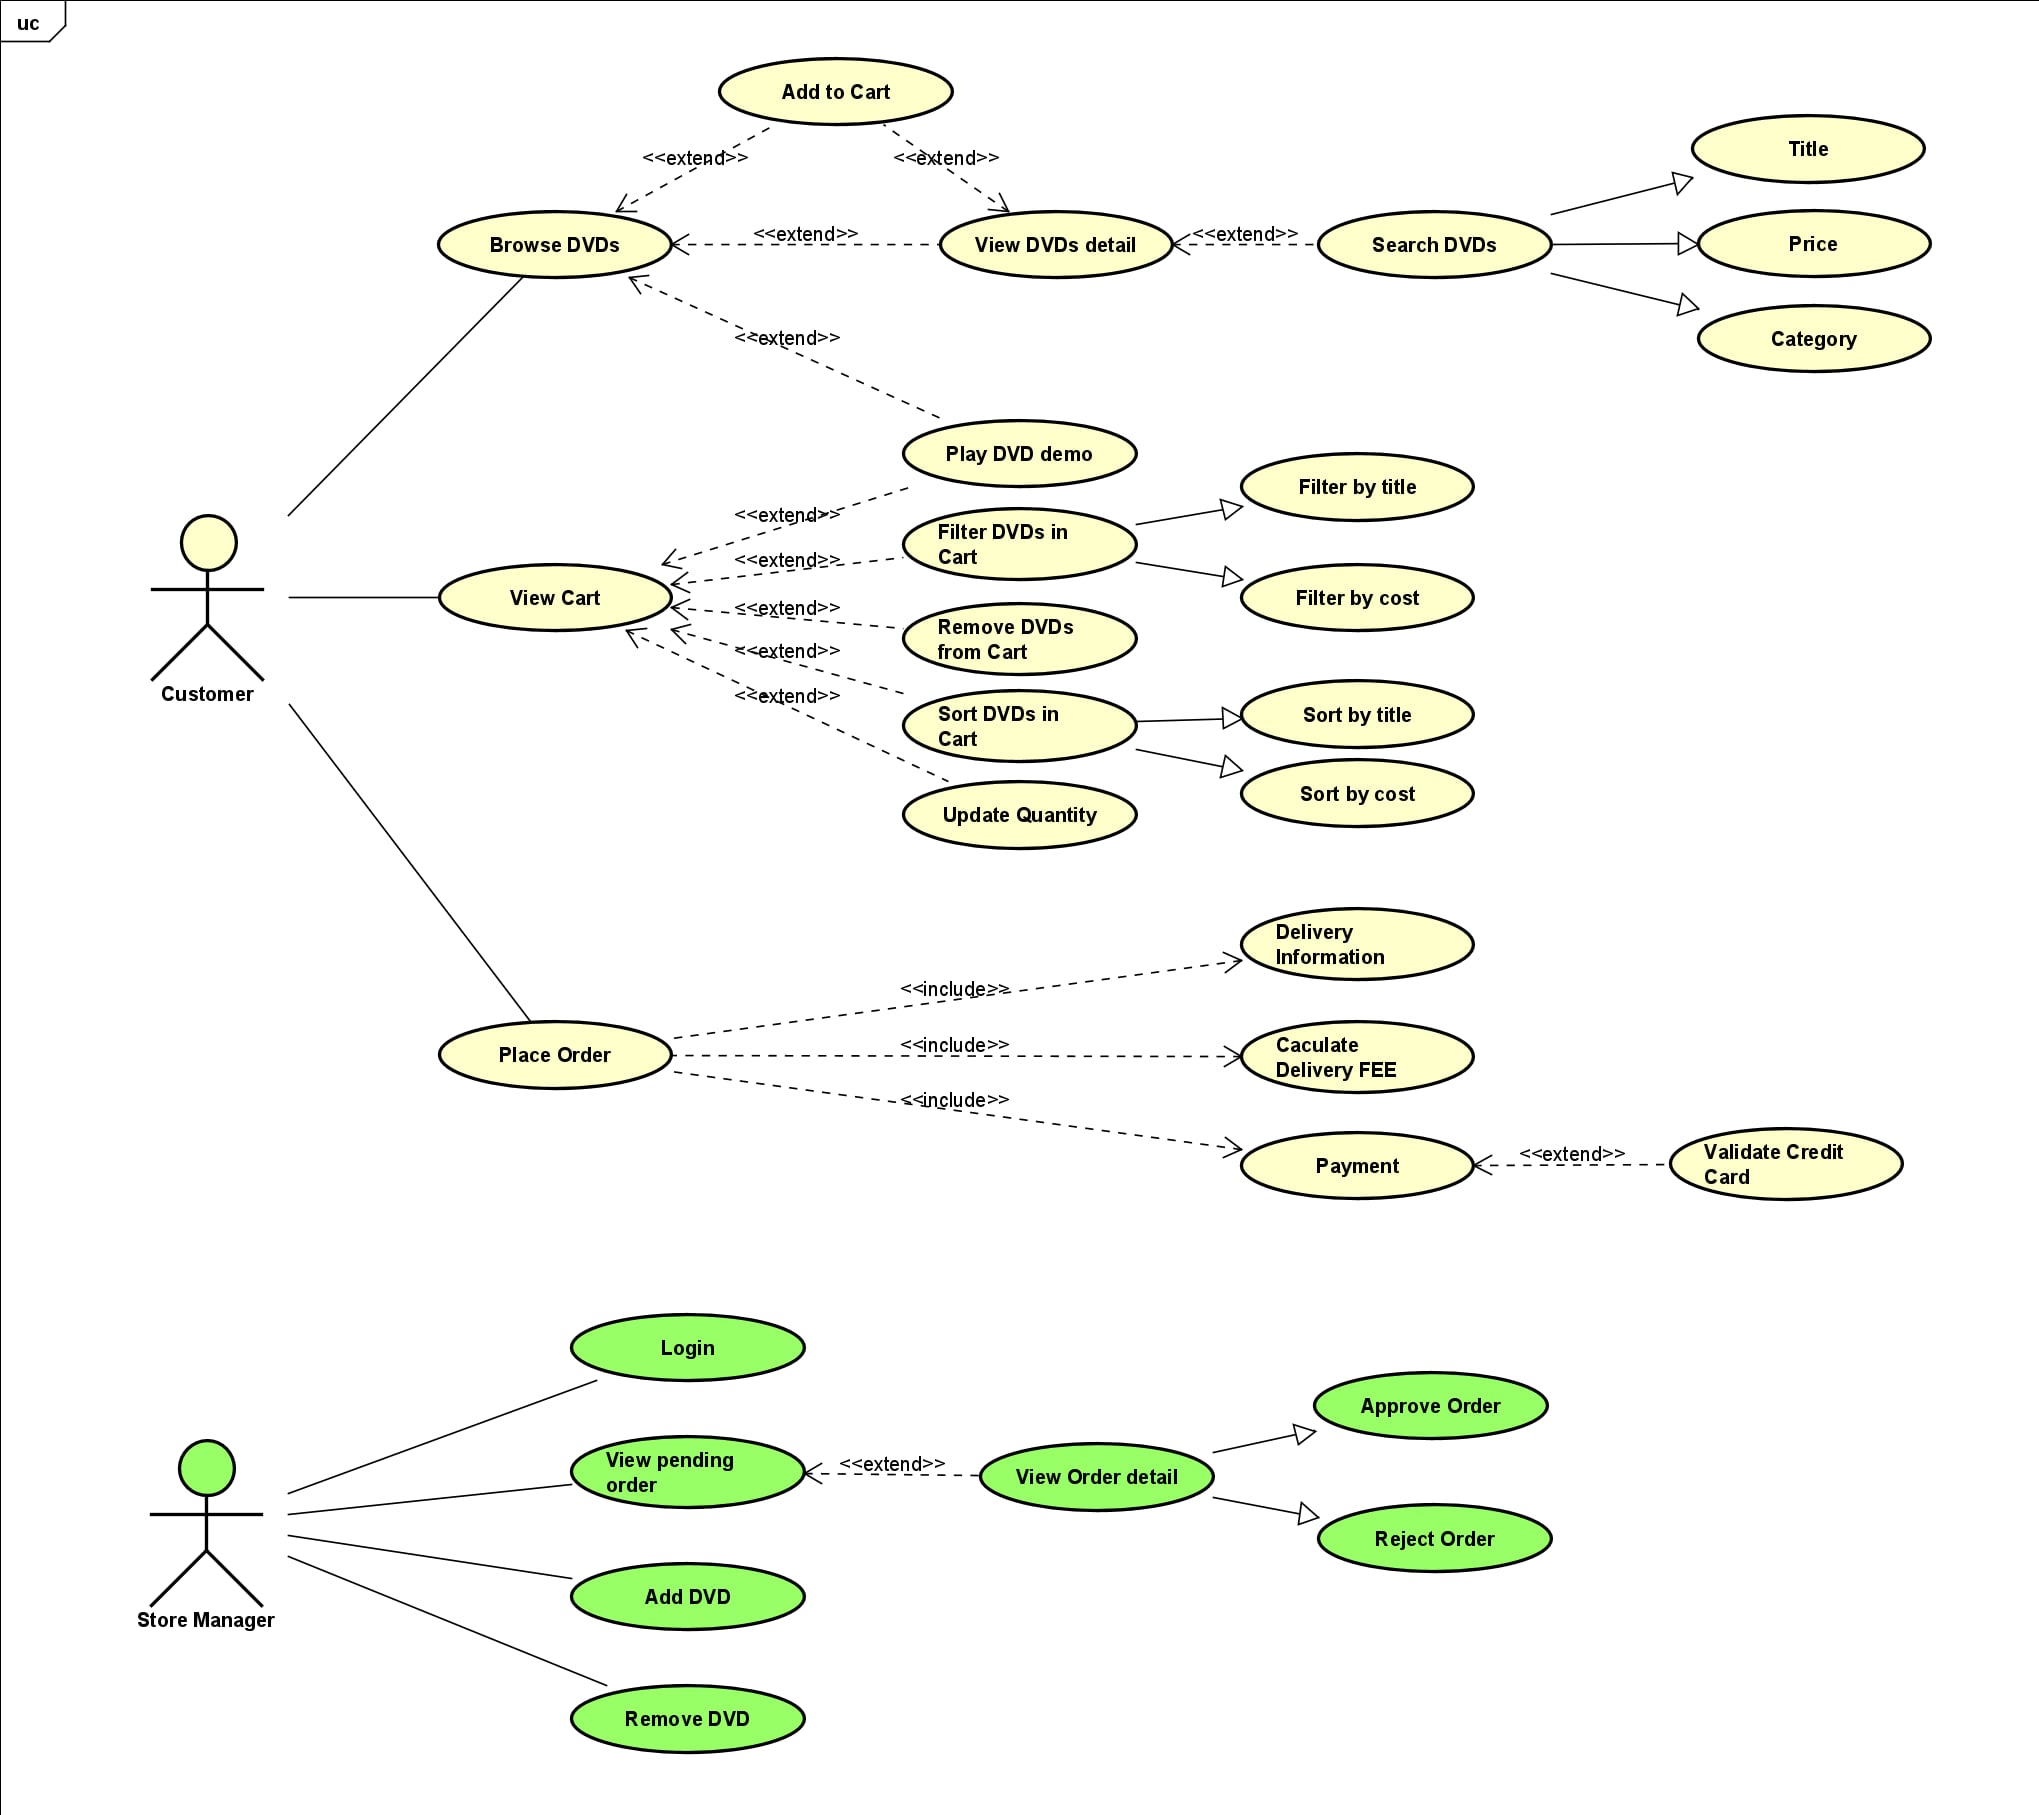 uc
Add to Cart
<<extend>>
<<extend>>
Title
Browse DVDs
<<extend>>
View DVDs detail
<<extend>>
Search DVDs
Price
Category
<<extend>>
Play DVD demo
<<extend>>
Filter DVDs in
Cart
Filter by title
<<extend>>
Filter by cost
Customer
View Cart
<<extend>>
Remove DVDs
from Cart
<<extend>>
Sort DVDs in
Cart
Sort by title
<<extend>>
Sort by cost
Update Quantity
Delivery
Information
<<include>>
Place Order
<<include>>
Caculate
Delivery FEE
<<include>>
Payment
<<extend>>
Validate Credit
Card
Login
Approve Order
View pending
order
<<extend>>
View Order detail
Reject Order
Store Manager
Add DVD
Remove DVD